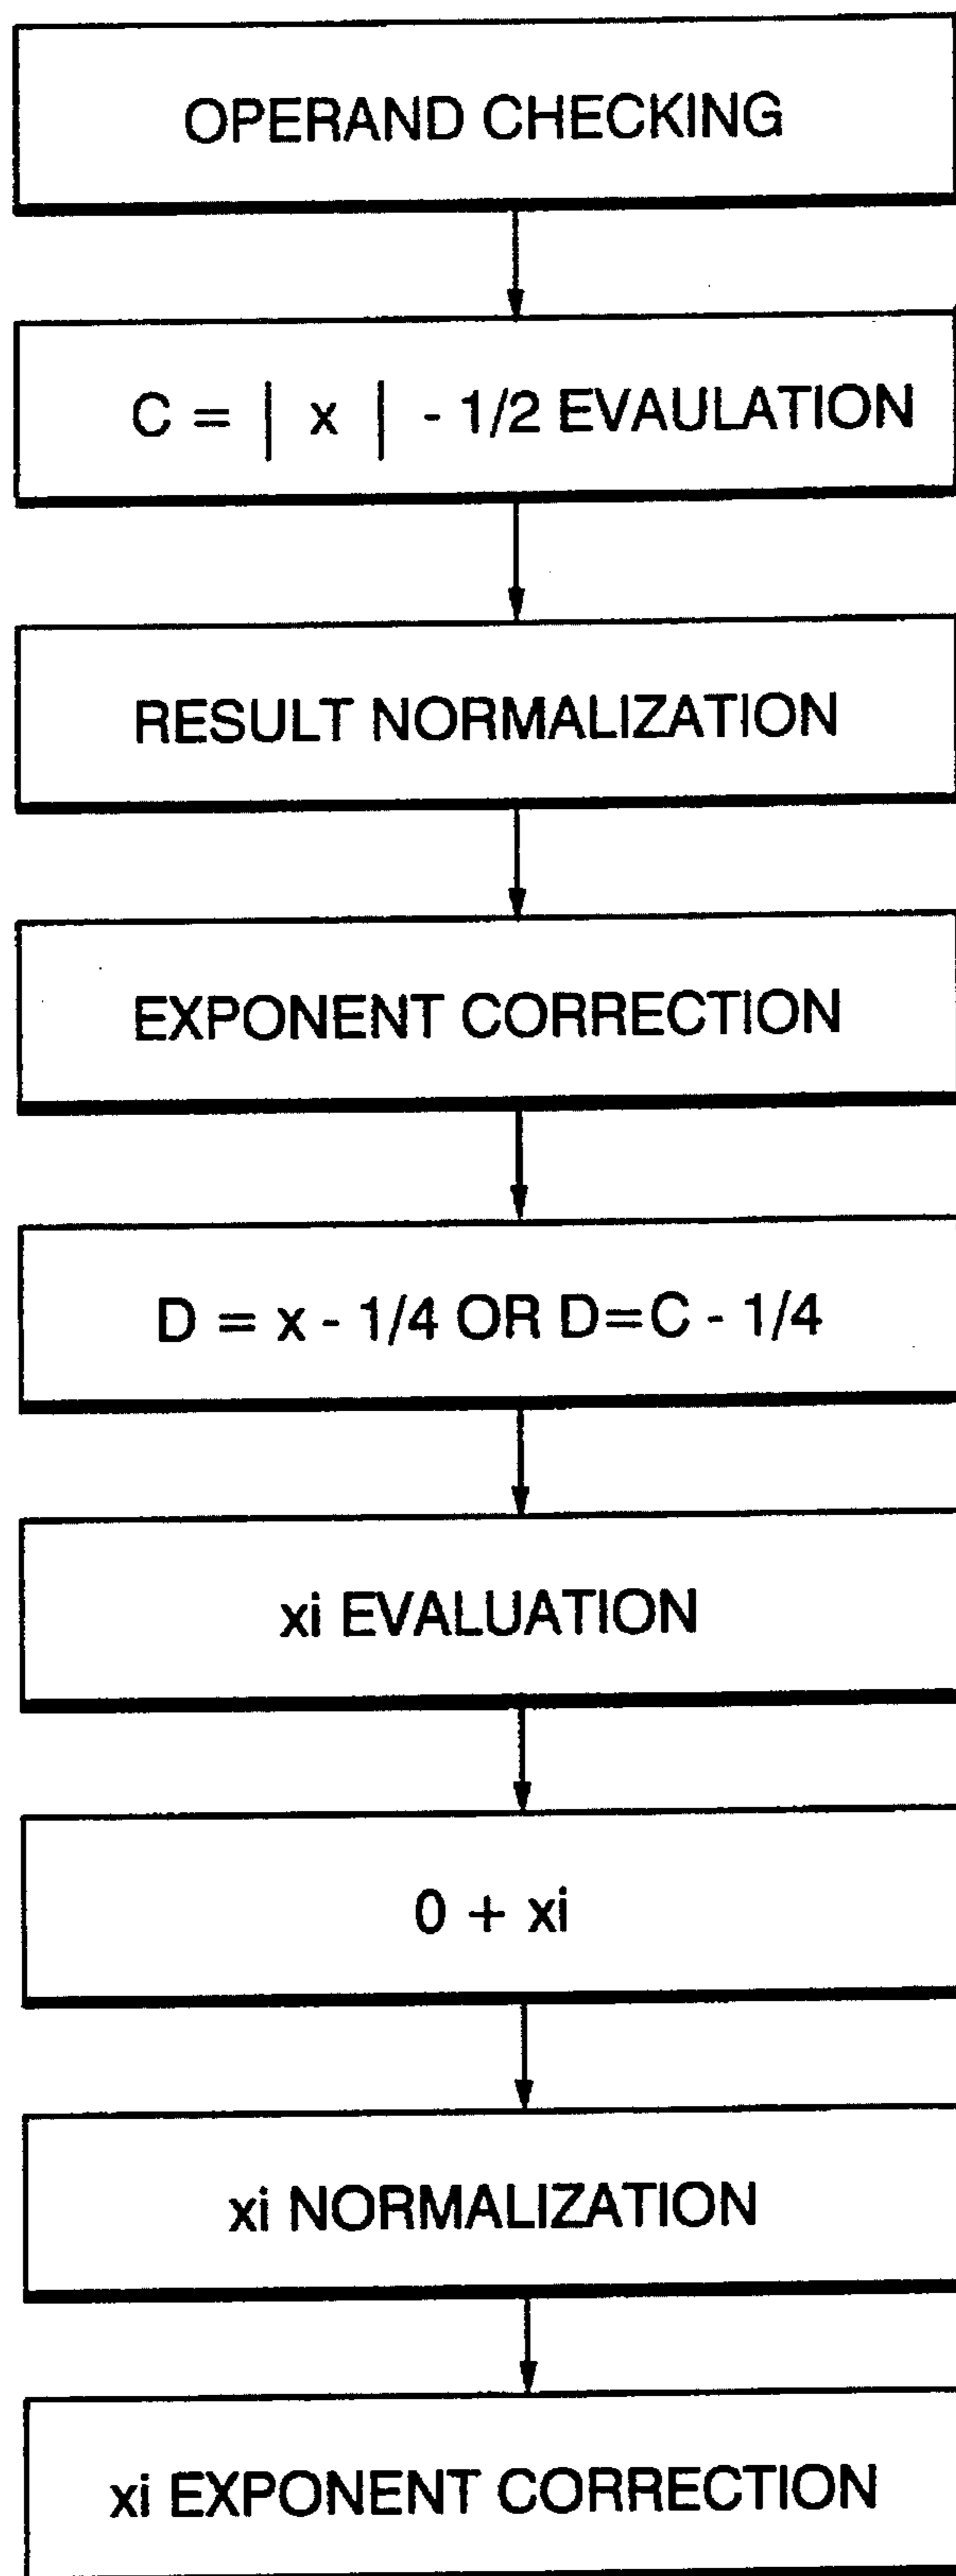 OPERAND CHECKING
C = | x | - 1/2 EVAULATION
RESULT NORMALIZATION
EXPONENT CORRECTION
D = x - 1/4 OR D=C - 1/4
xi EVALUATION
0 + xi
xi NORMALIZATION
xi EXPONENT CORRECTION